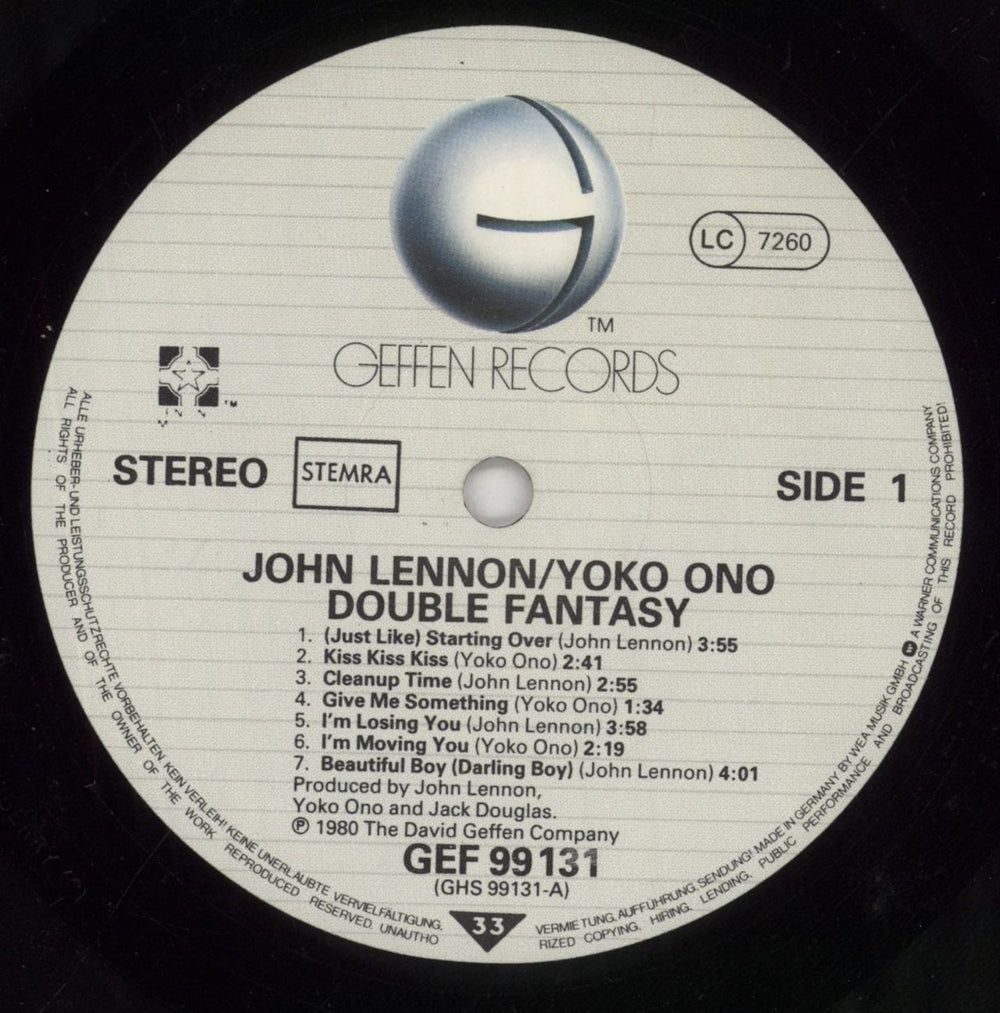 LC 7260
TM
GEFFEN RECORDS
TM
STEREO
STEMRA
SIDE 1
JOHN LENNON/YOKO ONO
DOUBLE FANTASY
1. (Just Like) Starting Over (John Lennon) 3:55
2. Kiss Kiss Kiss (Yoko Ono) 2:41
3. Cleanup Time (John Lennon) 2:55
4. Give Me Something (Yoko Ono) 1:34
5. I'm Losing You (John Lennon) 3:58
6. I'm Moving You (Yoko Ono) 2:19
7. Beautiful Boy (Darling Boy) (John Lennon) 4:01
Produced by John Lennon,
Yoko Ono and Jack Douglas.
℗ 1980 The David Geffen Company
GEF 99131
(GHS 99131-A)
33
ALLE URHEBER- UND LEISTUNGSSCHUTZRECHTE VORBEHALTEN KEIN VERLEIH! KEINE UNERLAUBTE VERVIELFÄLTIGUNG, VERMIETUNG, AUFFÜHRUNG, SENDUNG! MADE IN GERMANY BY WEA MUSIK GMBH A WARNER COMMUNICATIONS COMPANY
ALL RIGHTS OF THE PRODUCER AND OF THE OWNER OF THE WORK REPRODUCED RESERVED. UNAUTHORIZED COPYING, HIRING, LENDING, PUBLIC PERFORMANCE AND BROADCASTING OF THIS RECORD PROHIBITED!